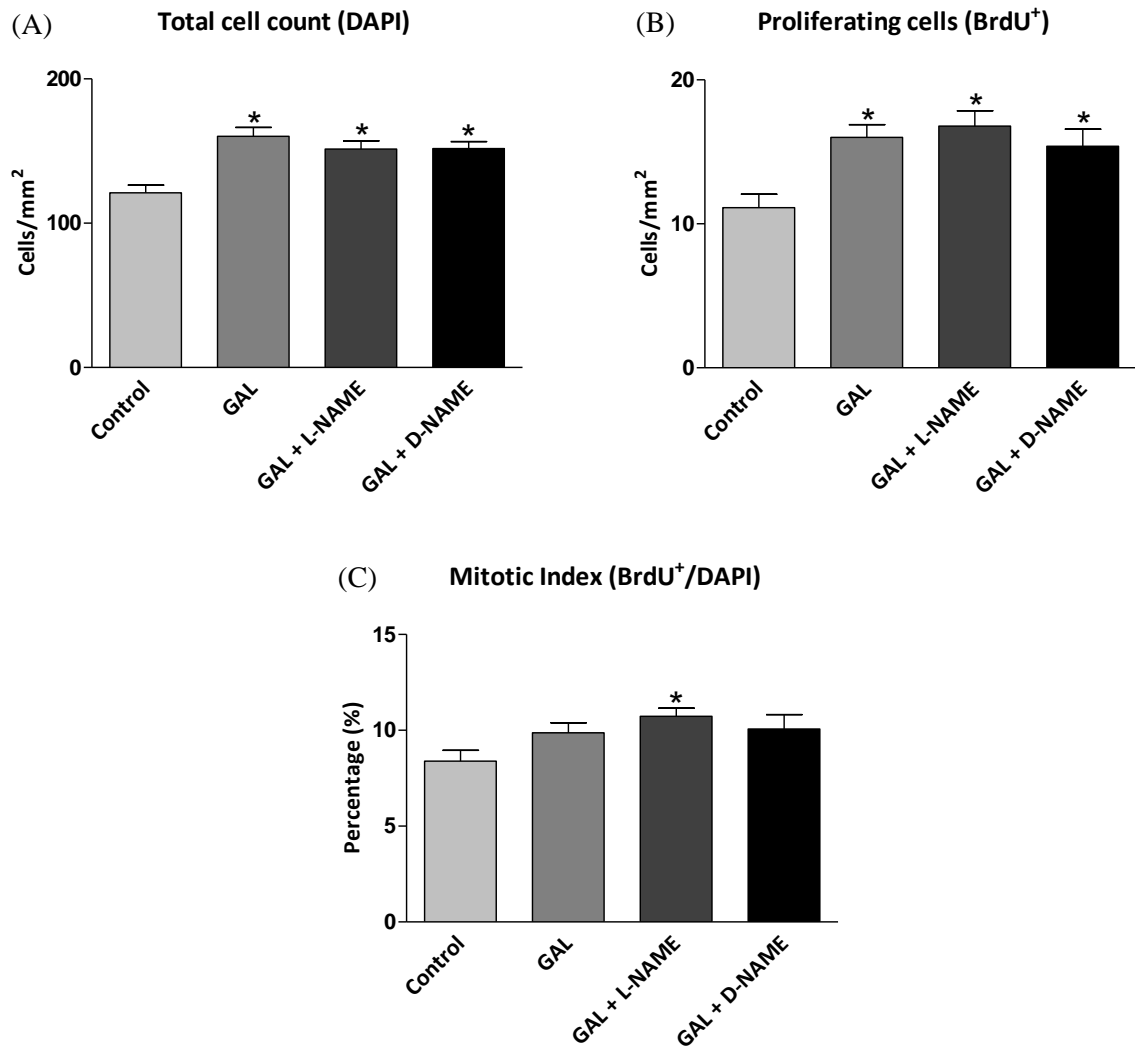 (A) Total cell count (DAPI)
200
100
0
Cells/mm²
*
*
*
Control
GAL
GAL + L-NAME
GAL + D-NAME
(B) Proliferating cells (BrdU⁺)
20
10
0
Cells/mm²
*
*
*
Control
GAL
GAL + L-NAME
GAL + D-NAME
(C) Mitotic Index (BrdU⁺/DAPI)
15
10
5
0
Percentage (%)
*
Control
GAL
GAL + L-NAME
GAL + D-NAME